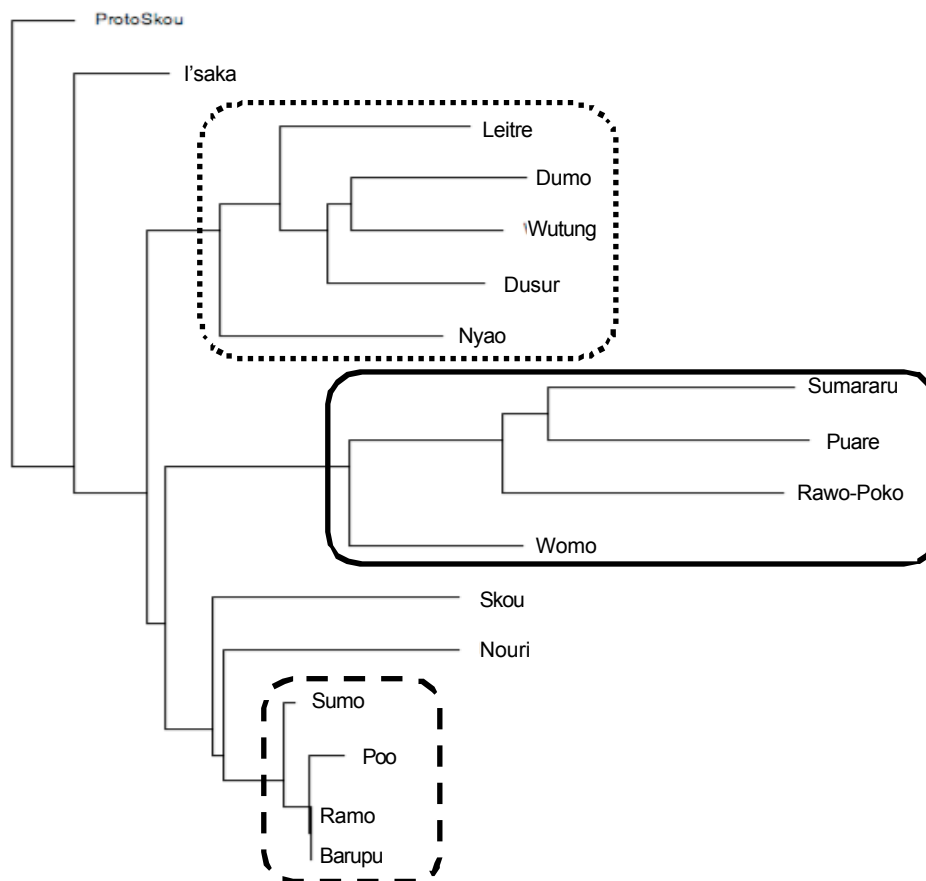 ProtoSkou
I'saka
Leitre
Dumo
Wutung
Dusur
Nyao
Sumararu
Puare
Rawo-Poko
Womo
Skou
Nouri
Sumo
Poo
Ramo
Barupu